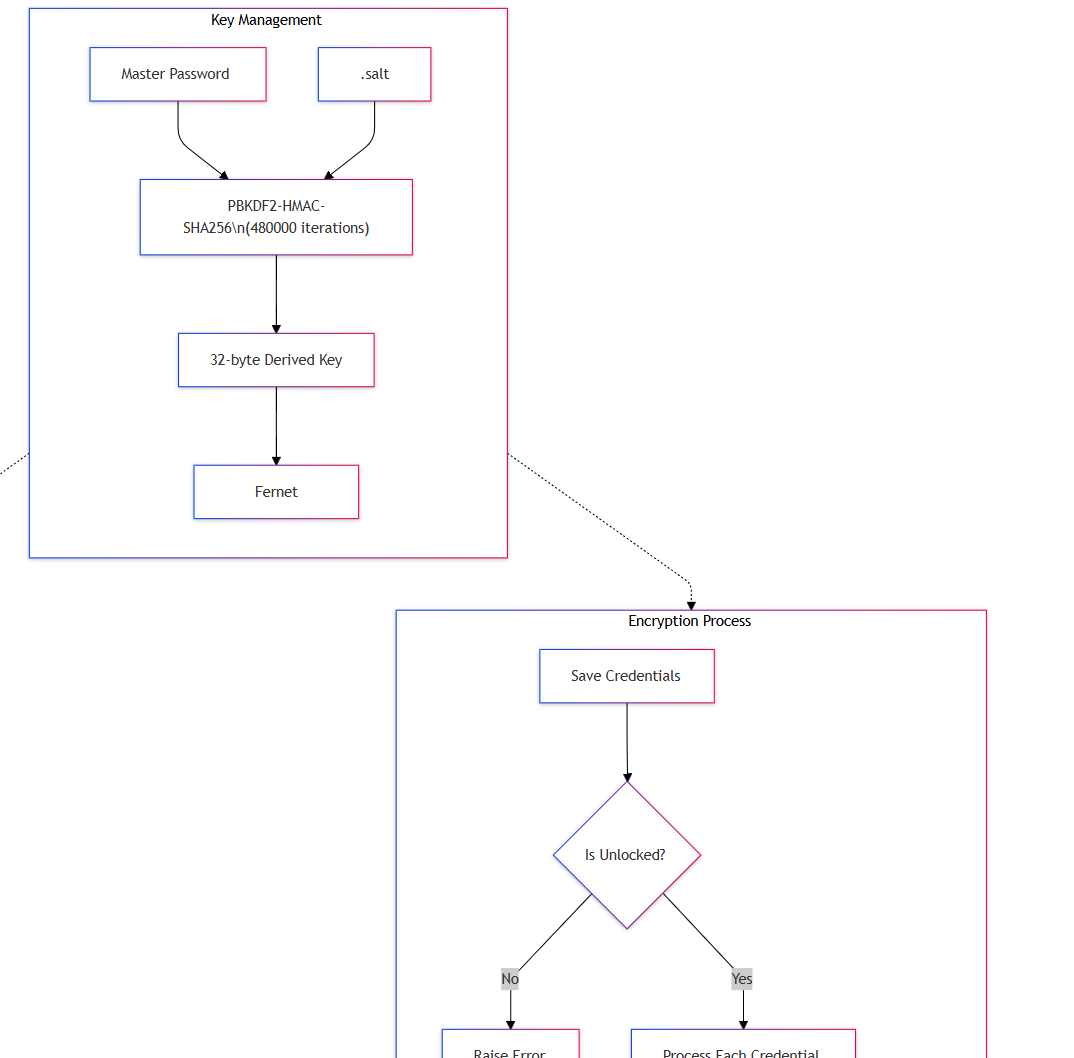 Key Management
Master Password
.salt
PBKDF2-HMAC-
SHA256\n(480000 iterations)
32-byte Derived Key
Fernet
Encryption Process
Save Credentials
Is Unlocked?
No
Yes
Raise Error
Process Each Credential